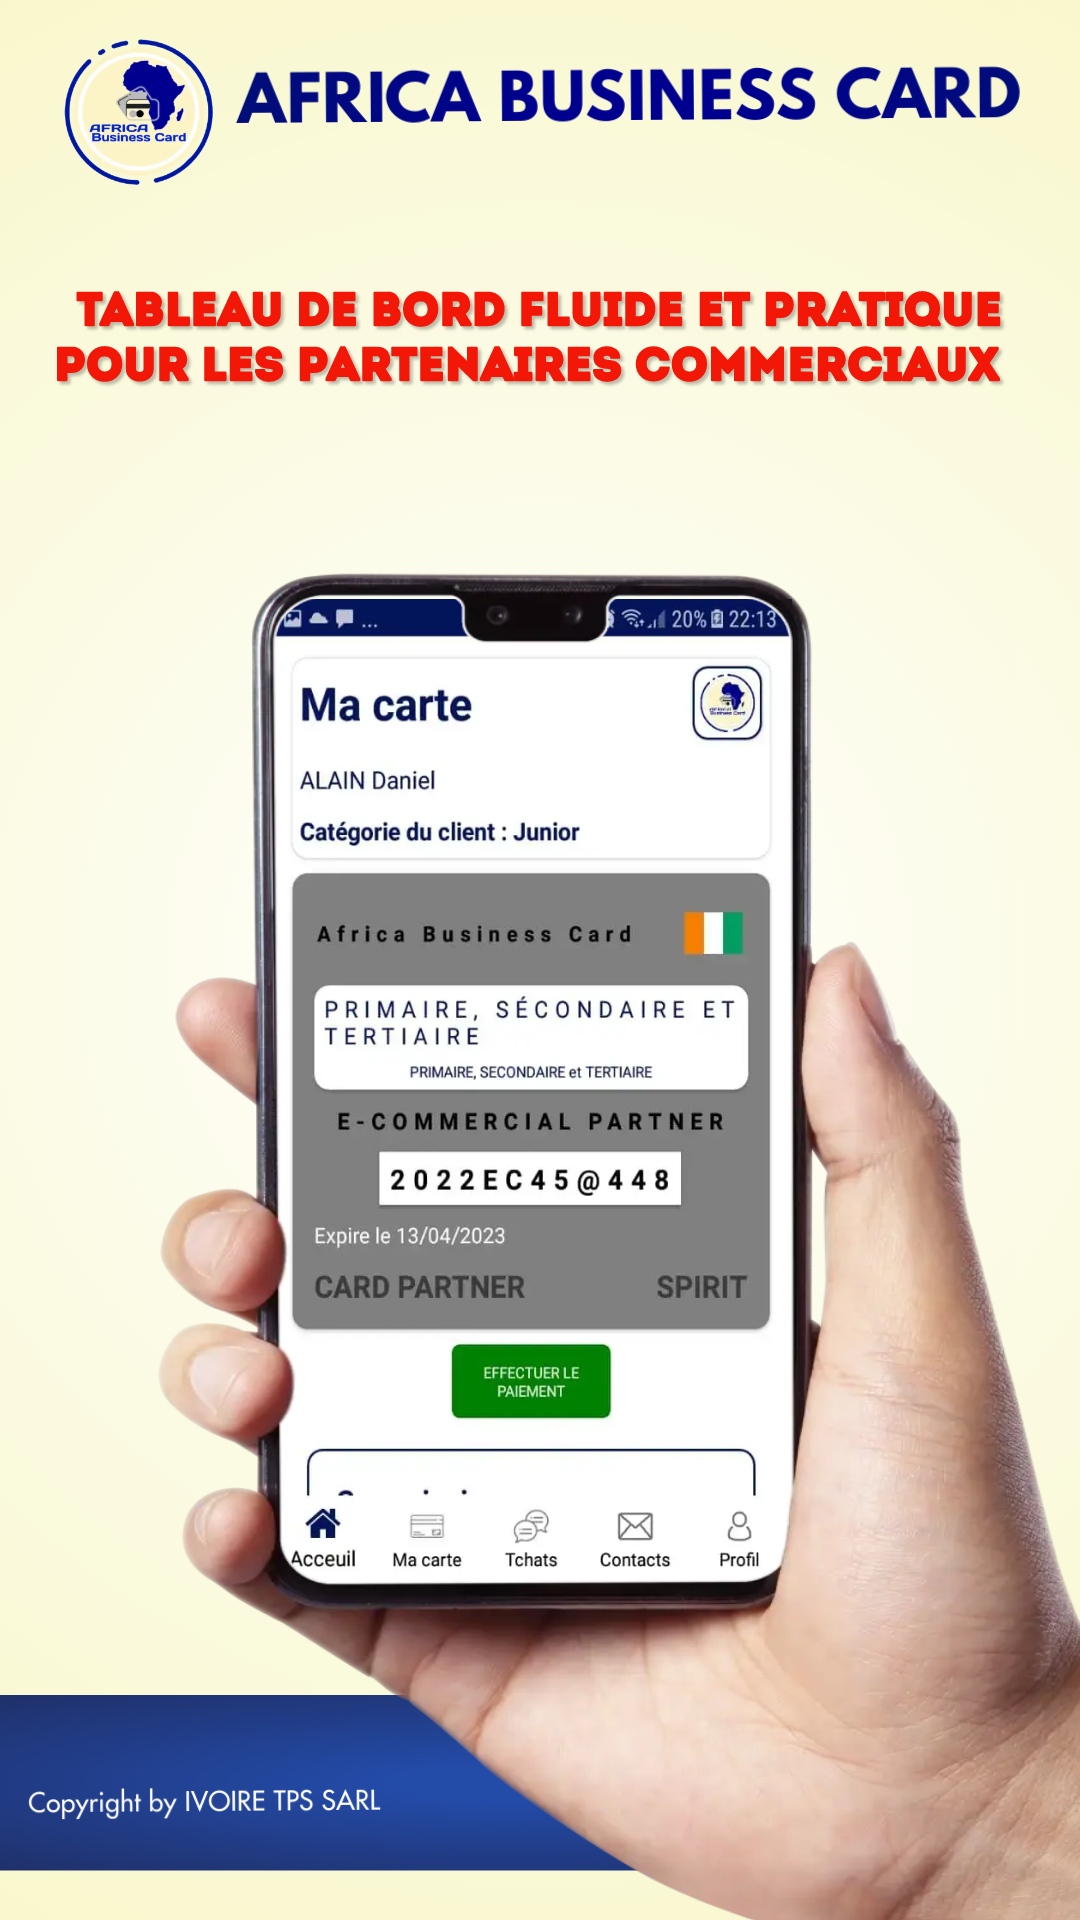 AFRICA
Business Card
AFRICA BUSINESS CARD
TABLEAU DE BORD FLUIDE ET PRATIQUE
POUR LES PARTENAIRES COMMERCIAUX
... 20% 22:13
Ma carte
AFRICA
Business Card
ALAIN Daniel
Catégorie du client : Junior
Africa Business Card
PRIMAIRE, SÉCONDAIRE ET
TERTIAIRE
PRIMAIRE, SECONDAIRE et TERTIAIRE
E-COMMERCIAL PARTNER
2022EC45@448
Expire le 13/04/2023
CARD PARTNER SPIRIT
EFFECTUER LE
PAIEMENT
Acceuil Ma carte Tchats Contacts Profil
Copyright by IVOIRE TPS SARL